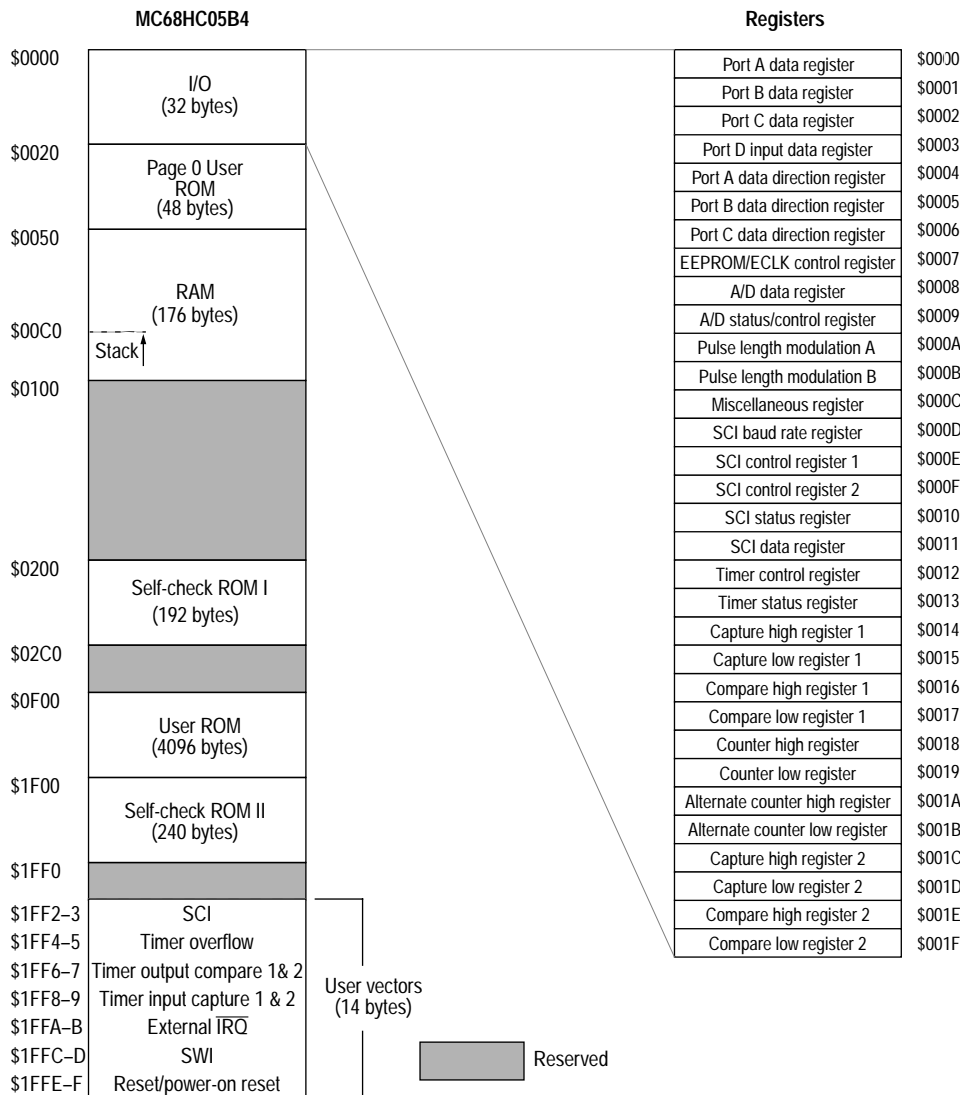 MC68HC05B4
Registers
$0000
I/O
(32 bytes)
$0020
Page 0 User
ROM
(48 bytes)
$0050
RAM
(176 bytes)
$00C0
Stack
$0100
$0200
Self-check ROM I
(192 bytes)
$02C0
$0F00
User ROM
(4096 bytes)
$1F00
Self-check ROM II
(240 bytes)
$1FF0
$1FF2–3 SCI
$1FF4–5 Timer overflow
$1FF6–7 Timer output compare 1& 2
$1FF8–9 Timer input capture 1 & 2
$1FFA–B External IRQ
$1FFC–D SWI
$1FFE–F Reset/power-on reset
User vectors
(14 bytes)
Reserved
Port A data register $0000
Port B data register $0001
Port C data register $0002
Port D input data register $0003
Port A data direction register $0004
Port B data direction register $0005
Port C data direction register $0006
EEPROM/ECLK control register $0007
A/D data register $0008
A/D status/control register $0009
Pulse length modulation A $000A
Pulse length modulation B $000B
Miscellaneous register $000C
SCI baud rate register $000D
SCI control register 1 $000E
SCI control register 2 $000F
SCI status register $0010
SCI data register $0011
Timer control register $0012
Timer status register $0013
Capture high register 1 $0014
Capture low register 1 $0015
Compare high register 1 $0016
Compare low register 1 $0017
Counter high register $0018
Counter low register $0019
Alternate counter high register $001A
Alternate counter low register $001B
Capture high register 2 $001C
Capture low register 2 $001D
Compare high register 2 $001E
Compare low register 2 $001F